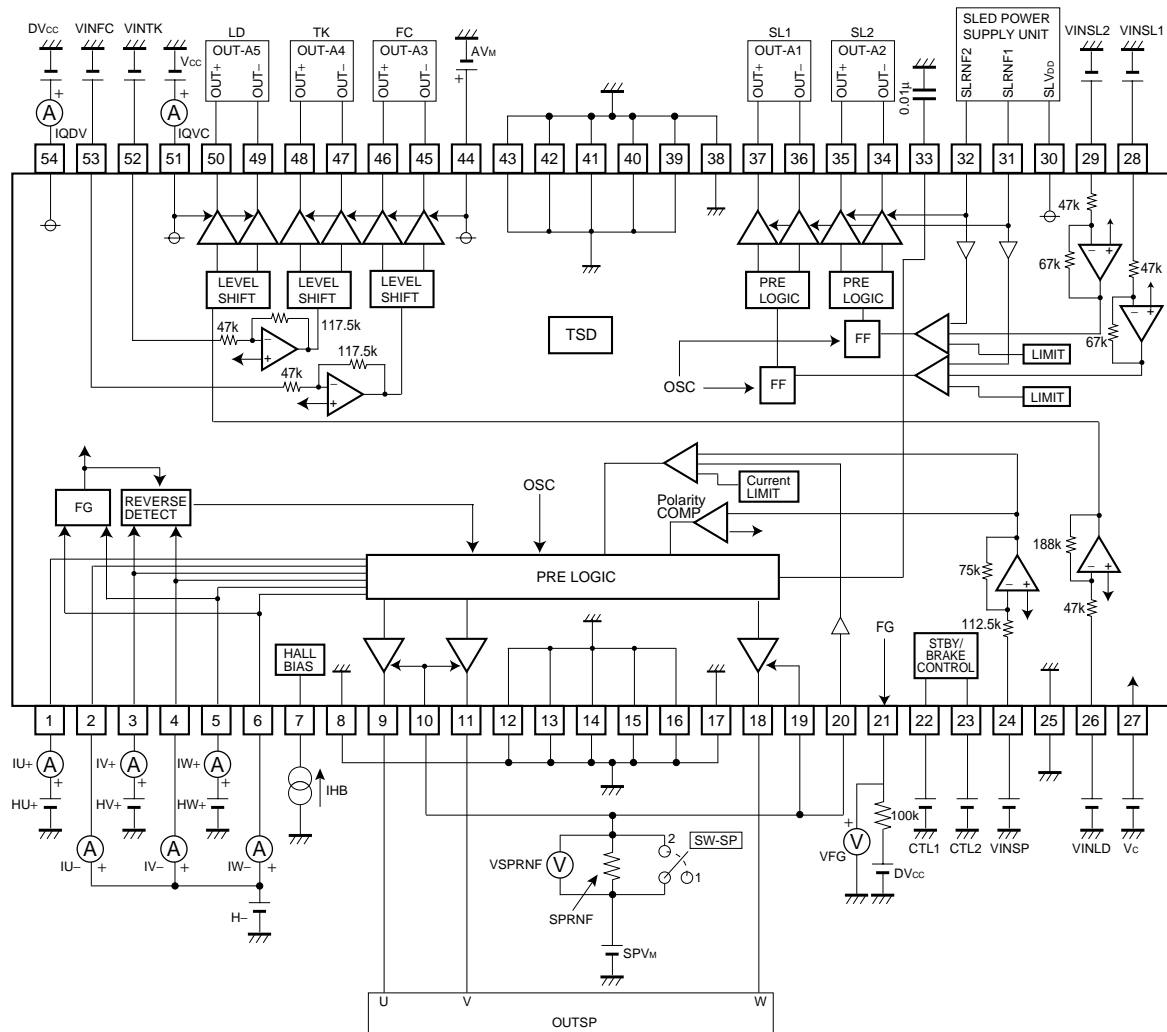 DVCC VINFC VINTK
VCC
LD TK FC
OUT-A5 OUT-A4 OUT-A3
OUT+ OUT− OUT+ OUT− OUT+ OUT−
AVM
SL1 SL2
OUT-A1 OUT-A2
OUT+ OUT− OUT+ OUT−
0.01µ
SLED POWER
SUPPLY UNIT
SLRNF2 SLRNF1 SLVDD
VINSL2 VINSL1
+ A + A +
IQDV IQVC
54 53 52 51 50 49 48 47 46 45 44 43 42 41 40 39 38 37 36 35 34 33 32 31 30 29 28
47k
− +
67k
47k
− +
67k
LEVEL
SHIFT
LEVEL
SHIFT
LEVEL
SHIFT
PRE
LOGIC
PRE
LOGIC
47k 117.5k
− +
47k 117.5k
− +
TSD
FF
FF
OSC
LIMIT
LIMIT
FG
REVERSE
DETECT
OSC
Current
LIMIT
Polarity
COMP
PRE LOGIC
75k
− +
112.5k
188k
− +
47k
HALL
BIAS
FG
STBY/
BRAKE
CONTROL
1 2 3 4 5 6 7 8 9 10 11 12 13 14 15 16 17 18 19 20 21 22 23 24 25 26 27
IU+ A + IV+ A + IW+ A +
HU+ HV+ HW+
IHB
A + A + A +
IU− IV− IW−
H−
VSPRNF V
SPRNF
2 SW-SP
1
SPVM
+
VFG V
100k
DVCC
CTL1 CTL2 VINSP VINLD VC
U V W
OUTSP